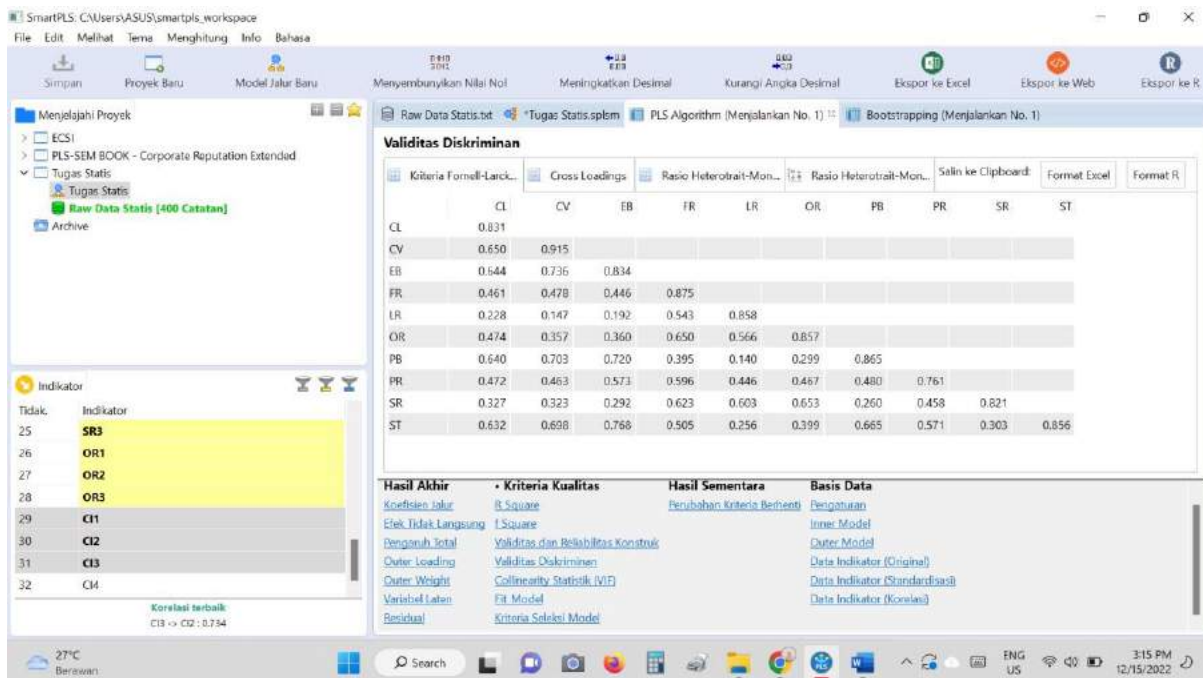 SmartPLS: C:\Users\ASUS\smartpls_workspace
File Edit Melihat Tema Menghitung Info Bahasa
Simpan Proyek Baru Model Jalur Baru Menyembunyikan Nilai Nol Meningkatkan Desimal Kurangi Angka Desimal Ekspor ke Excel Ekspor ke Web Ekspor ke R
Menjelajahi Proyek
ECSI
PLS-SEM BOOK - Corporate Reputation Extended
Tugas Statis
Tugas Statis
Raw Data Statis [400 Catatan]
Archive
Indikator
Tidak. Indikator
25 SR3
26 OR1
27 OR2
28 OR3
29 CI1
30 CI2
31 CI3
32 CI4
Korelasi terbaik
CI3 <> CI2 : 0.734
Raw Data Statis.txt *Tugas Statis.splsm PLS Algorithm (Menjalankan No. 1) Bootstrapping (Menjalankan No. 1)
Validitas Diskriminan
Kriteria Fornell-Larck... Cross Loadings Rasio Heterotrait-Mon... Rasio Heterotrait-Mon... Salin ke Clipboard: Format Excel Format R
CL CV EB FR LR OR PB PR SR ST
CL 0.831
CV 0.650 0.915
EB 0.644 0.736 0.834
FR 0.461 0.478 0.446 0.875
LR 0.228 0.147 0.192 0.543 0.858
OR 0.474 0.357 0.360 0.650 0.566 0.857
PB 0.640 0.703 0.720 0.395 0.140 0.299 0.865
PR 0.472 0.463 0.573 0.596 0.446 0.467 0.480 0.761
SR 0.327 0.323 0.292 0.623 0.603 0.653 0.260 0.458 0.821
ST 0.632 0.698 0.768 0.505 0.256 0.399 0.665 0.571 0.303 0.856
Hasil Akhir • Kriteria Kualitas Hasil Sementara Basis Data
Koefisien Jalur R Square Perubahan Kriteria Berhenti Pengaturan
Efek Tidak Langsung f Square Inner Model
Pengaruh Total Validitas dan Reliabilitas Konstruk Outer Model
Outer Loading Validitas Diskriminan Data Indikator (Original)
Outer Weight Collinearity Statistik (VIF) Data Indikator (Standardisasi)
Variabel Laten Fit Model Data Indikator (Korelasi)
Residual Kriteria Seleksi Model
27°C
Berawan
Search
ENG
US
3:15 PM
12/15/2022